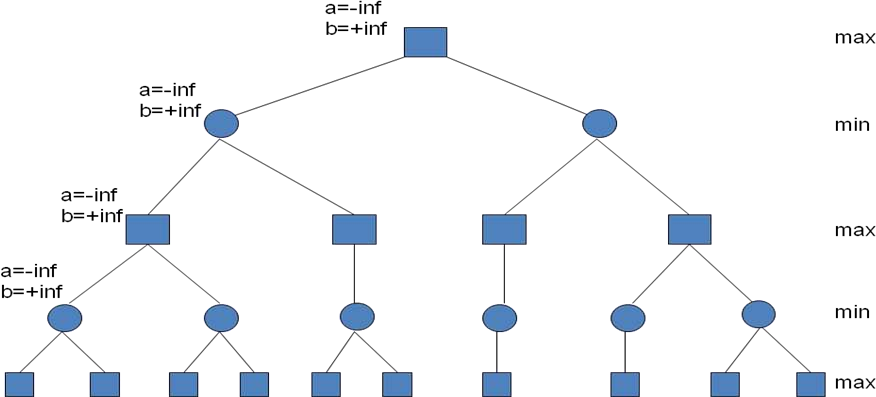 a=-inf
b=+inf
max
a=-inf
b=+inf
min
a=-inf
b=+inf
max
a=-inf
b=+inf
min
max